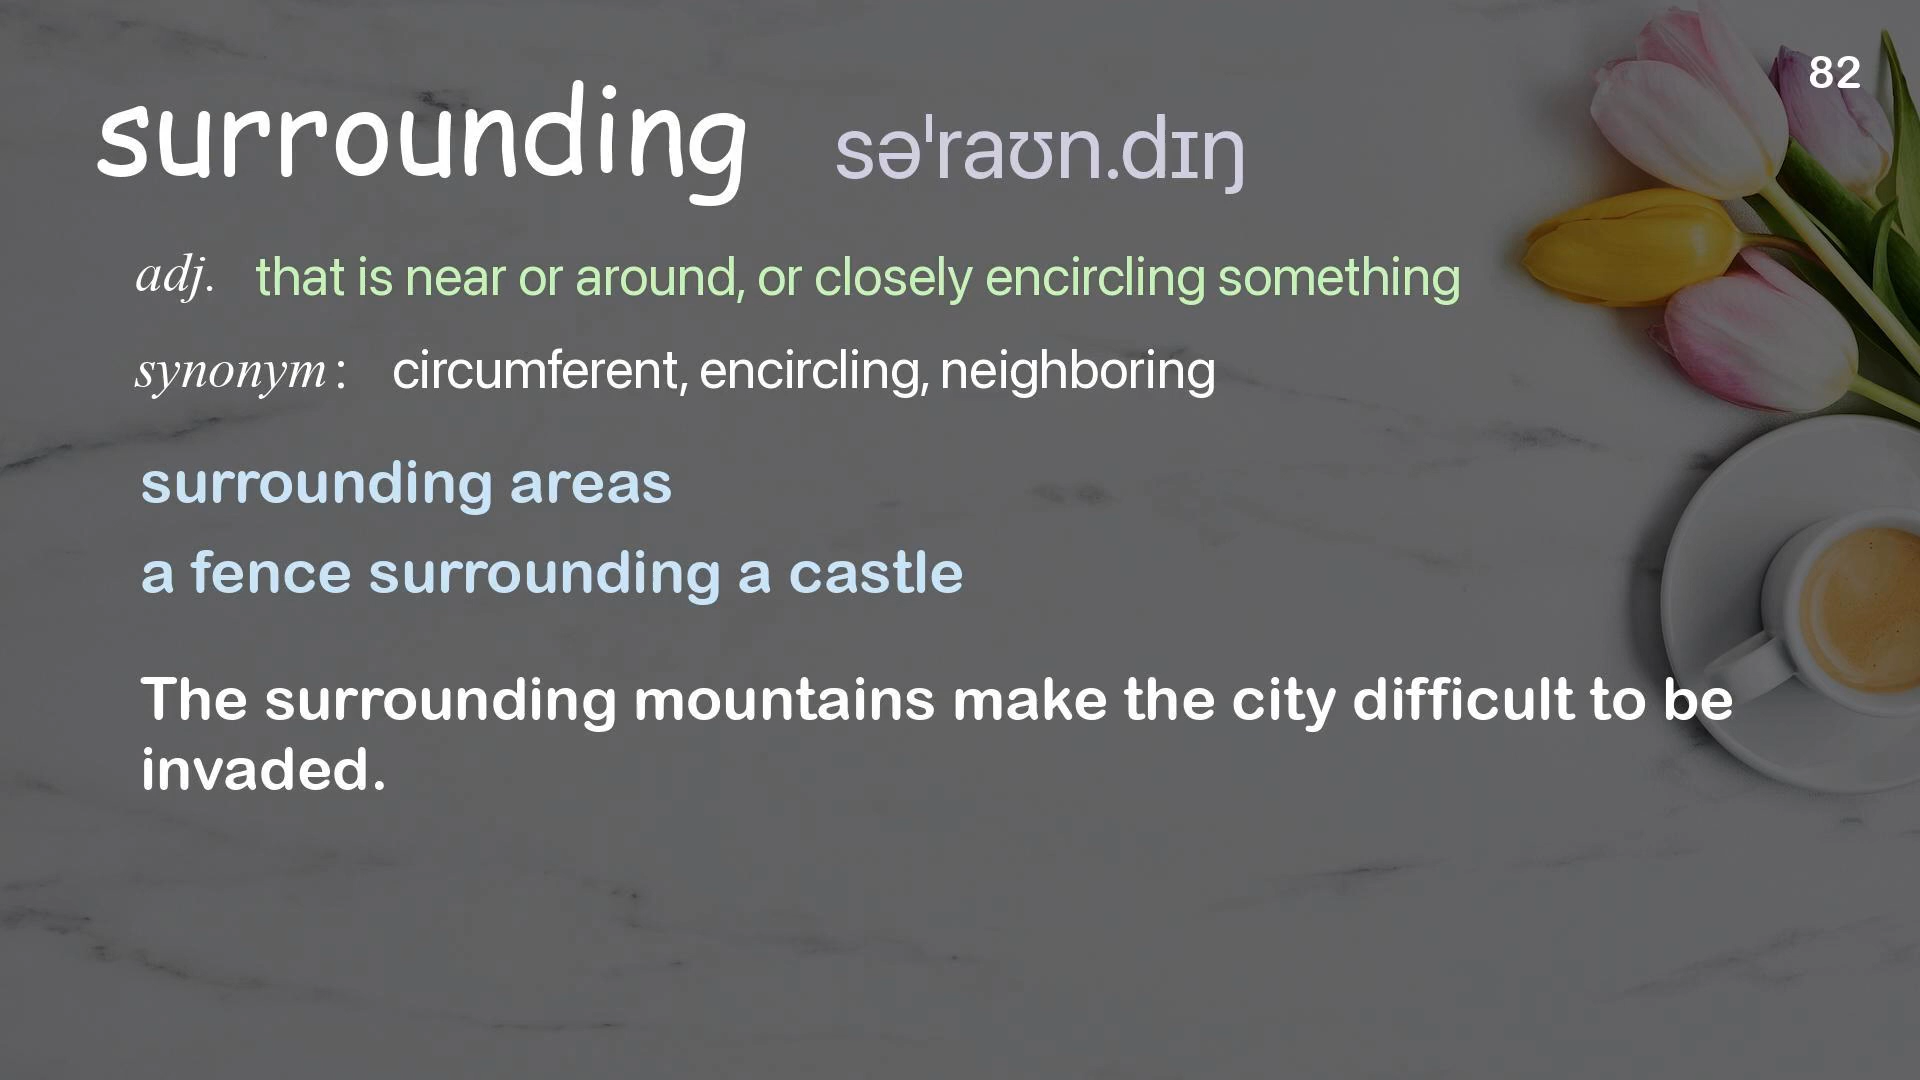 82
surrounding səˈraʊn.dɪŋ
adj. that is near or around, or closely encircling something
synonym: circumferent, encircling, neighboring
surrounding areas
a fence surrounding a castle
The surrounding mountains make the city difficult to be
invaded.